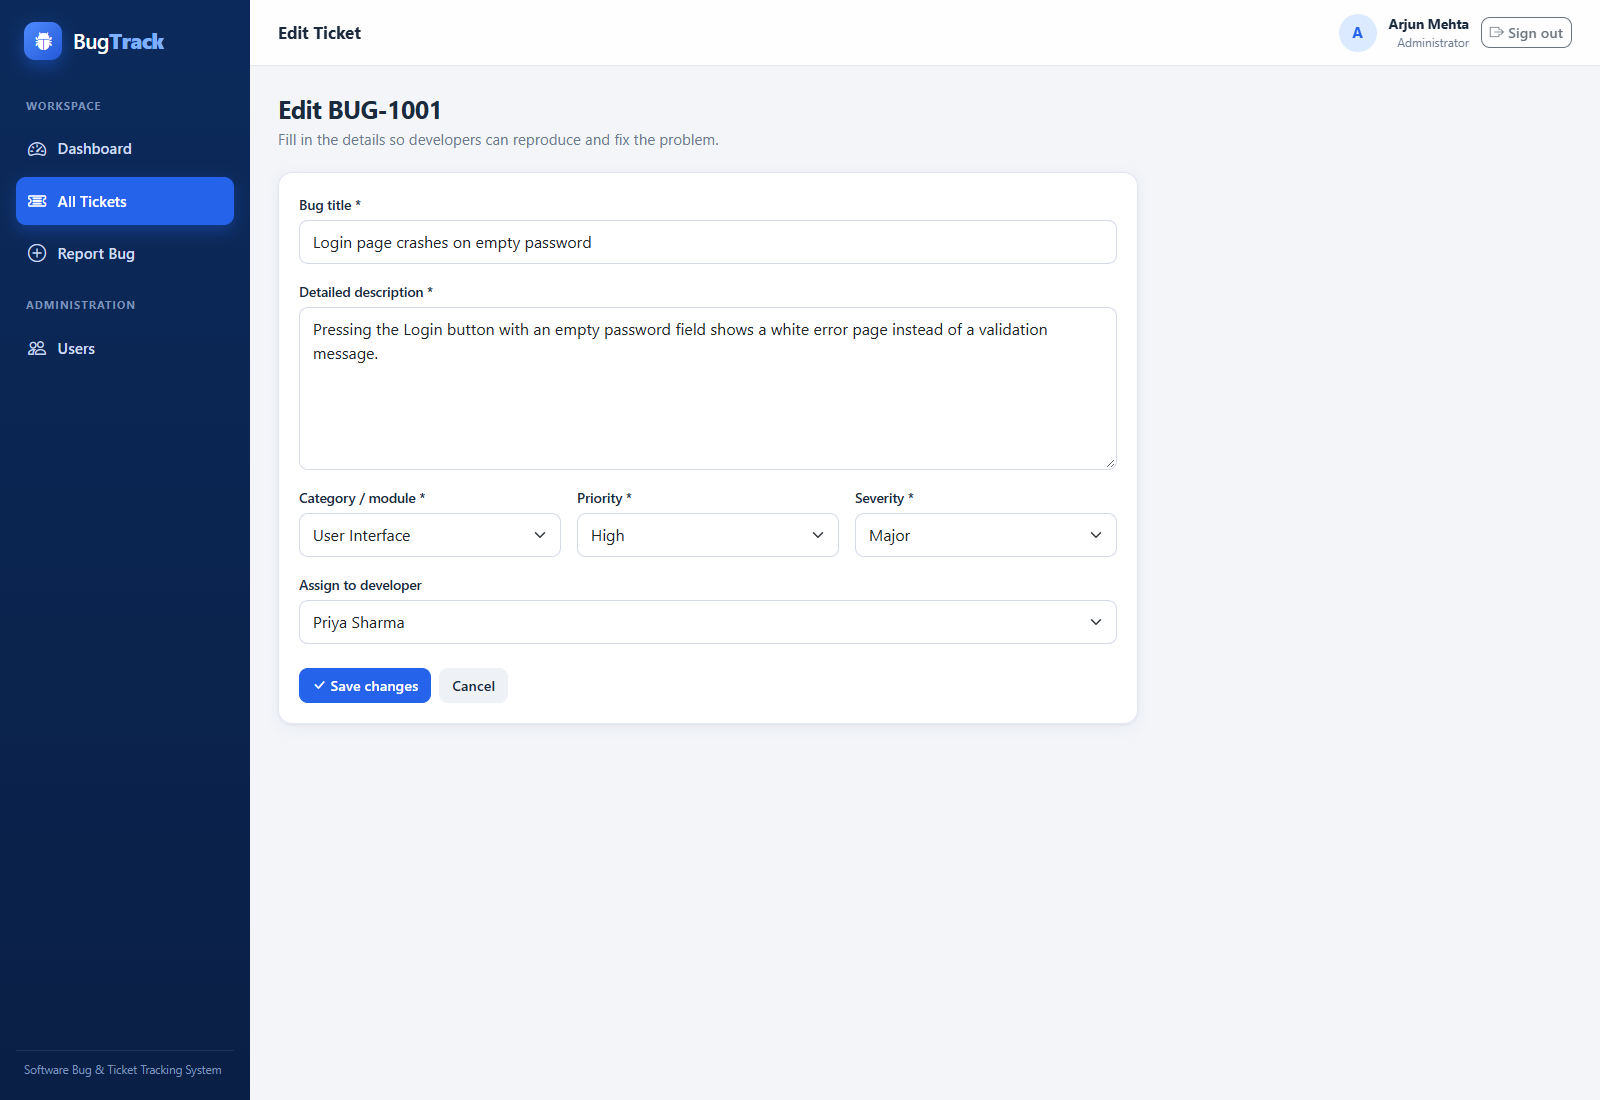 BugTrack
WORKSPACE
Dashboard
All Tickets
Report Bug
ADMINISTRATION
Users
Software Bug & Ticket Tracking System
Edit Ticket
A
Arjun Mehta
Administrator
Sign out
Edit BUG-1001
Fill in the details so developers can reproduce and fix the problem.
Bug title *
Login page crashes on empty password
Detailed description *
Pressing the Login button with an empty password field shows a white error page instead of a validation
message.
Category / module *
User Interface
Priority *
High
Severity *
Major
Assign to developer
Priya Sharma
Save changes
Cancel